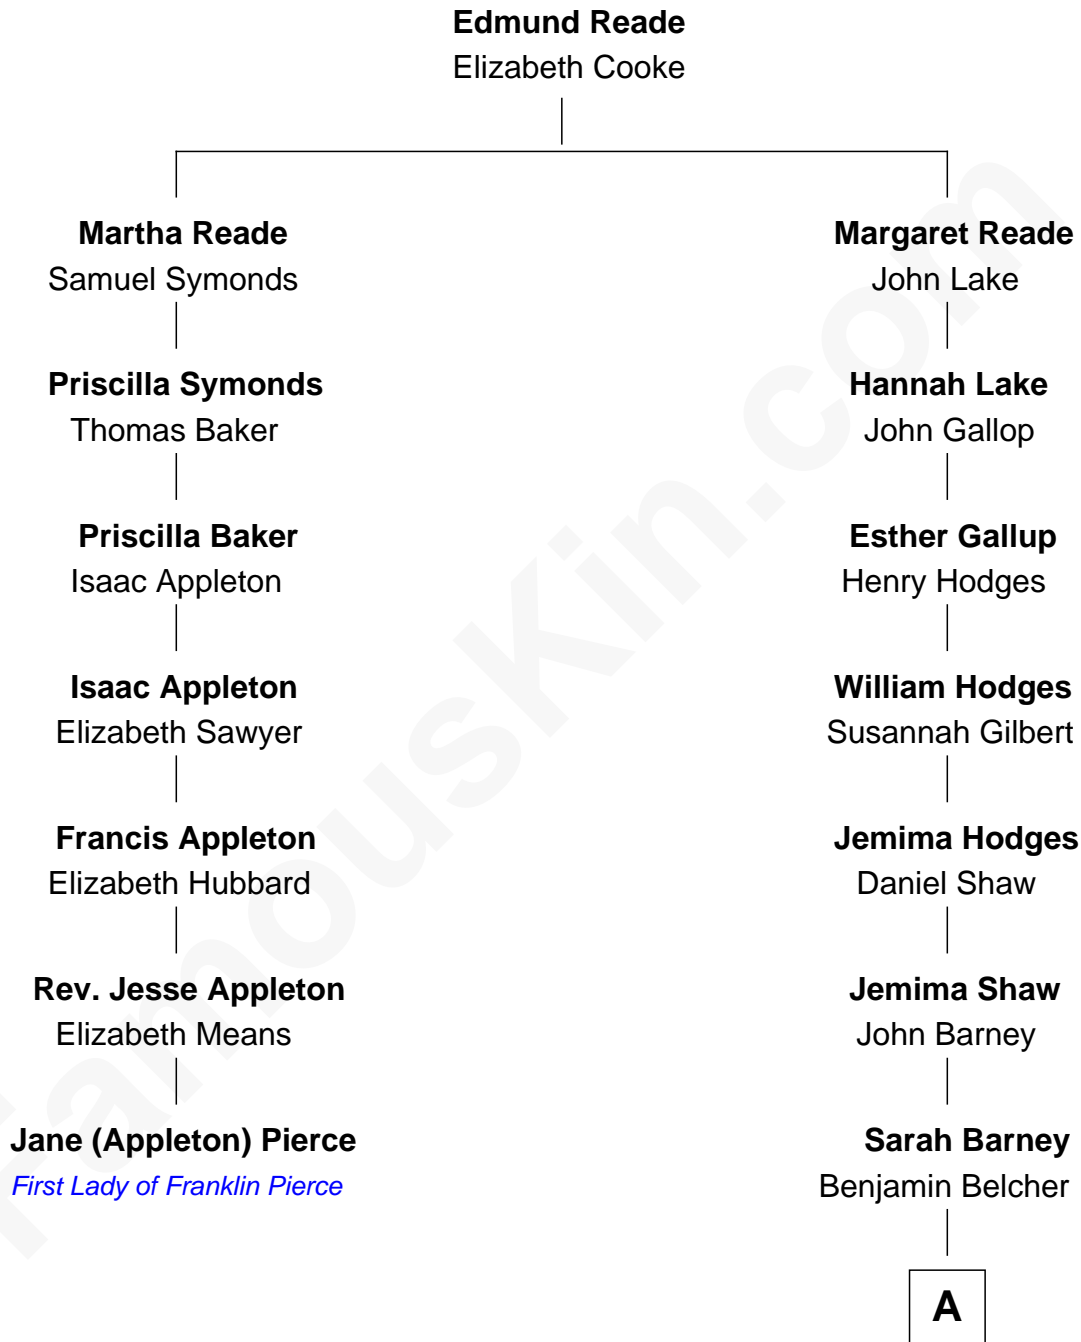 Edmund Reade
Elizabeth Cooke
Martha Reade
Samuel Symonds
Margaret Reade
John Lake
Priscilla Symonds
Thomas Baker
Hannah Lake
John Gallop
Priscilla Baker
Isaac Appleton
Esther Gallup
Henry Hodges
Isaac Appleton
Elizabeth Sawyer
William Hodges
Susannah Gilbert
Francis Appleton
Elizabeth Hubbard
Jemima Hodges
Daniel Shaw
Rev. Jesse Appleton
Elizabeth Means
Jemima Shaw
John Barney
Jane (Appleton) Pierce
First Lady of Franklin Pierce
Sarah Barney
Benjamin Belcher
A
FamousKin.com